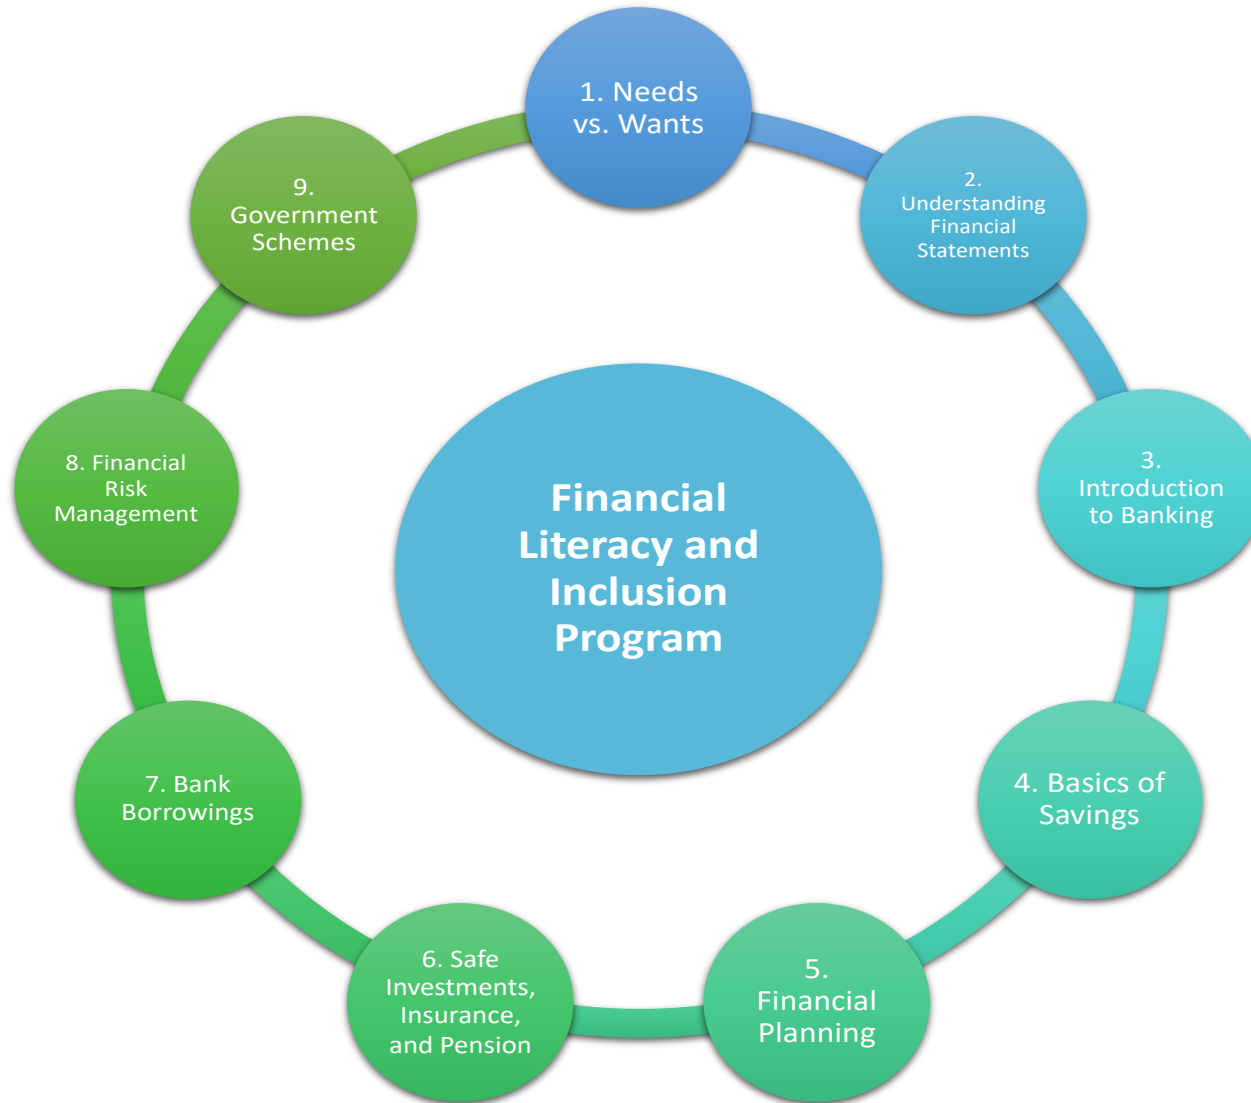 1. Needs
vs. Wants
2.
Understanding
Financial
Statements
3.
Introduction
to Banking
4. Basics of
Savings
5.
Financial
Planning
6. Safe
Investments,
Insurance,
and Pension
7. Bank
Borrowings
8. Financial
Risk
Management
9.
Government
Schemes
Financial
Literacy and
Inclusion
Program